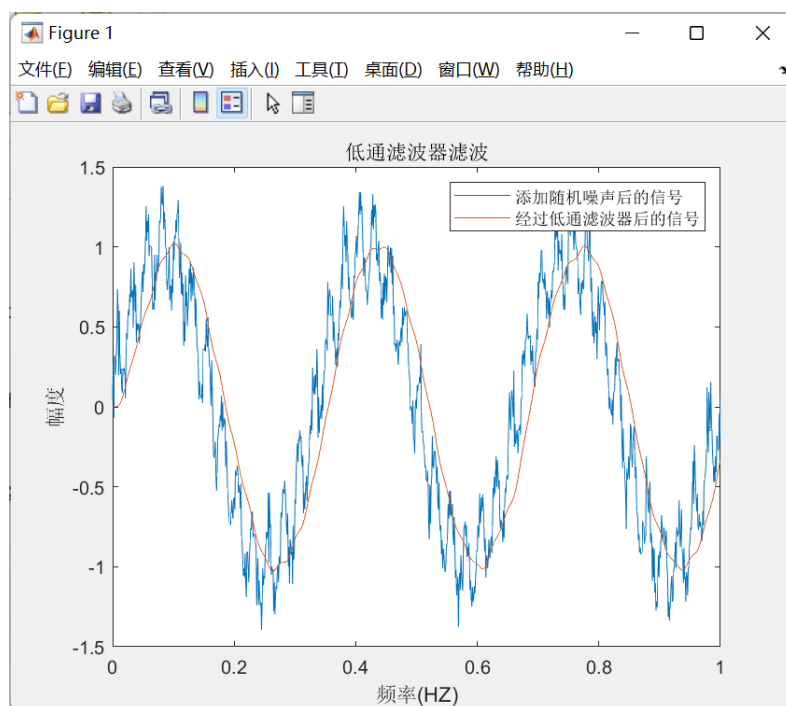 Figure 1
文件(F) 编辑(E) 查看(V) 插入(I) 工具(T) 桌面(D) 窗口(W) 帮助(H)
低通滤波器滤波
添加随机噪声后的信号
经过低通滤波器后的信号
1.5
1
0.5
0
-0.5
-1
-1.5
幅度
0 0.2 0.4 0.6 0.8 1
频率(HZ)